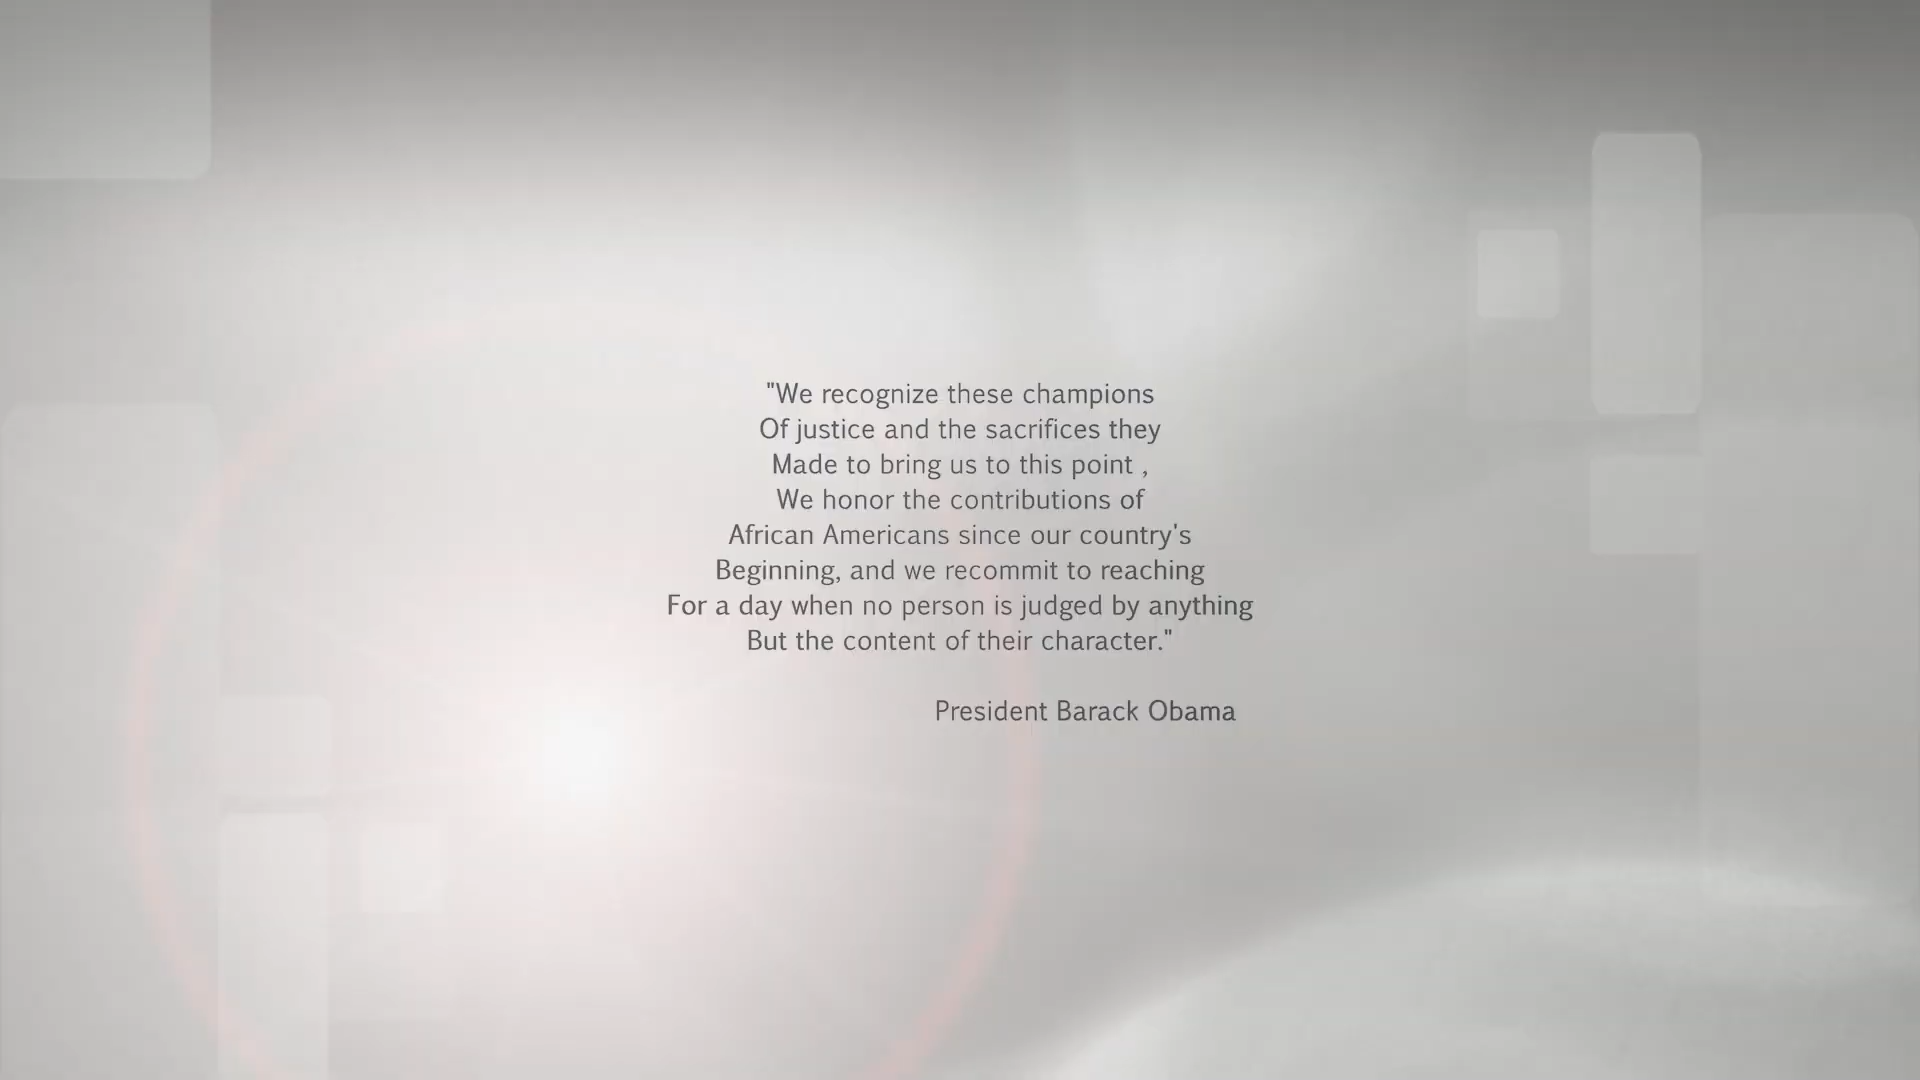 "We recognize these champions
Of justice and the sacrifices they
Made to bring us to this point ,
We honor the contributions of
African Americans since our country's
Beginning, and we recommit to reaching
For a day when no person is judged by anything
But the content of their character."
President Barack Obama